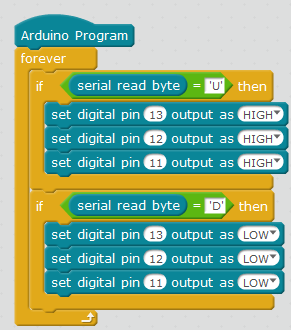 Arduino Program
forever
if serial read byte = 'U' then
set digital pin 13 output as HIGH
set digital pin 12 output as HIGH
set digital pin 11 output as HIGH
if serial read byte = 'D' then
set digital pin 13 output as LOW
set digital pin 12 output as LOW
set digital pin 11 output as LOW